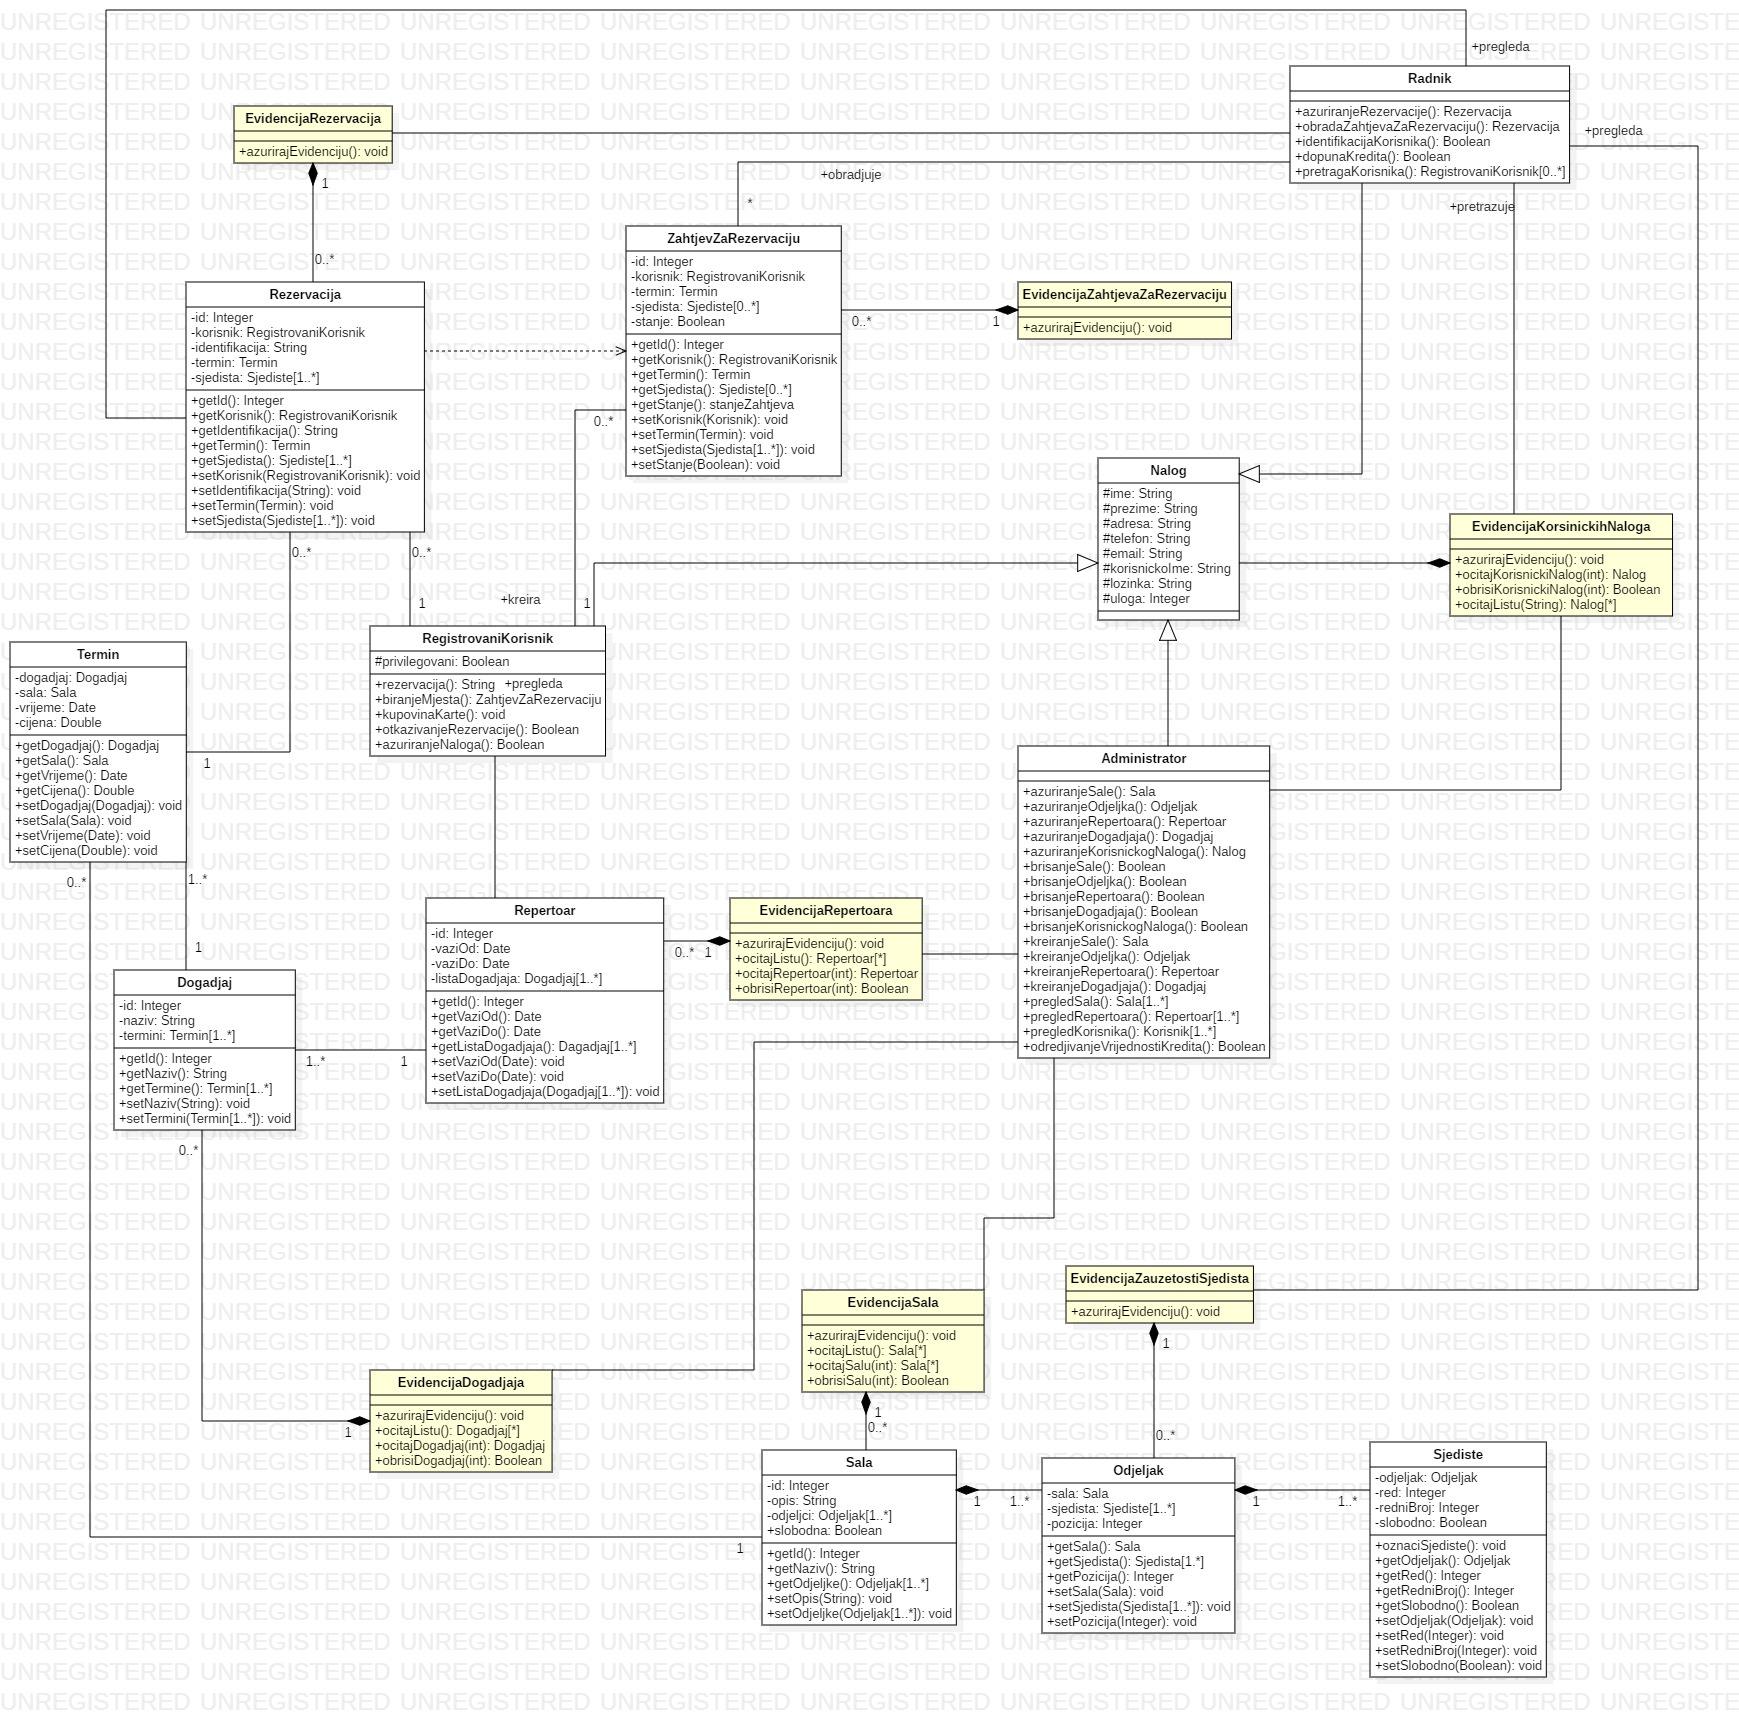 +pregleda
Radnik
+azuriranjeRezervacije(): Rezervacija
+obradaZahtjevaZaRezervaciju(): Rezervacija
+identifikacijaKorisnika(): Boolean
+dopunaKredita(): Boolean
+pretragaKorisnika(): RegistrovaniKorisnik[0..*]
+pregleda
+pretrazuje
EvidencijaRezervacija
+azurirajEvidenciju(): void
1
0..*
+obradjuje
*
ZahtjevZaRezervaciju
-id: Integer
-korisnik: RegistrovaniKorisnik
-termin: Termin
-sjedista: Sjediste[0..*]
-stanje: Boolean
+getId(): Integer
+getKorisnik(): RegistrovaniKorisnik
+getTermin(): Termin
+getSjedista(): Sjediste[0..*]
+getStanje(): stanjeZahtjeva
+setKorisnik(Korisnik): void
+setTermin(Termin): void
+setSjedista(Sjedista[1..*]): void
+setStanje(Boolean): void
0..*
1
EvidencijaZahtjevaZaRezervaciju
+azurirajEvidenciju(): void
Rezervacija
-id: Integer
-korisnik: RegistrovaniKorisnik
-identifikacija: String
-termin: Termin
-sjedista: Sjediste[1..*]
+getId(): Integer
+getKorisnik(): RegistrovaniKorisnik
+getIdentifikacija(): String
+getTermin(): Termin
+getSjedista(): Sjediste[1..*]
+setKorisnik(RegistrovaniKorisnik): void
+setIdentifikacija(String): void
+setTermin(Termin): void
+setSjedista(Sjediste[1..*]): void
0..*
0..*
0..*
1
+kreira
1
Nalog
#ime: String
#prezime: String
#adresa: String
#telefon: String
#email: String
#korisnickoIme: String
#lozinka: String
#uloga: Integer
EvidencijaKorsinickihNaloga
+azurirajEvidenciju(): void
+ocitajKorisnickiNalog(int): Nalog
+obrisiKorisnickiNalog(int): Boolean
+ocitajListu(String): Nalog[*]
RegistrovaniKorisnik
#privilegovani: Boolean
+rezervacija(): String
+biranjeMjesta(): ZahtjevZaRezervaciju
+kupovinaKarte(): void
+otkazivanjeRezervacije(): Boolean
+azuriranjeNaloga(): Boolean
+pregleda
Termin
-dogadjaj: Dogadjaj
-sala: Sala
-vrijeme: Date
-cijena: Double
+getDogadjaj(): Dogadjaj
+getSala(): Sala
+getVrijeme(): Date
+getCijena(): Double
+setDogadjaj(Dogadjaj): void
+setSala(Sala): void
+setVrijeme(Date): void
+setCijena(Double): void
1
0..*
1..*
1
Administrator
+azuriranjeSale(): Sala
+azuriranjeOdjeljka(): Odjeljak
+azuriranjeRepertoara(): Repertoar
+azuriranjeDogadjaja(): Dogadjaj
+azuriranjeKorisnickogNaloga(): Nalog
+brisanjeSale(): Boolean
+brisanjeOdjeljka(): Boolean
+brisanjeRepertoara(): Boolean
+brisanjeDogadjaja(): Boolean
+brisanjeKorisnickogNaloga(): Boolean
+kreiranjeSale(): Sala
+kreiranjeOdjeljka(): Odjeljak
+kreiranjeRepertoara(): Repertoar
+kreiranjeDogadjaja(): Dogadjaj
+pregledSala(): Sala[1..*]
+pregledRepertoara(): Repertoar[1..*]
+pregledKorisnika(): Korisnik[1..*]
+odredjivanjeVrijednostiKredita(): Boolean
Repertoar
-id: Integer
-vaziOd: Date
-vaziDo: Date
-listaDogadjaja: Dogadjaj[1..*]
+getId(): Integer
+getVaziOd(): Date
+getVaziDo(): Date
+getListaDogadjaja(): Dagadjaj[1..*]
+setVaziOd(Date): void
+setVaziDo(Date): void
+setListaDogadjaja(Dogadjaj[1..*]): void
0..*
1
EvidencijaRepertoara
+azurirajEvidenciju(): void
+ocitajListu(): Repertoar[*]
+ocitajRepertoar(int): Repertoar
+obrisiRepertoar(int): Boolean
Dogadjaj
-id: Integer
-naziv: String
-termini: Termin[1..*]
+getId(): Integer
+getNaziv(): String
+getTermine(): Termin[1..*]
+setNaziv(String): void
+setTermini(Termin[1..*]): void
1..*
1
0..*
EvidencijaDogadjaja
+azurirajEvidenciju(): void
+ocitajListu(): Dogadjaj[*]
+ocitajDogadjaj(int): Dogadjaj
+obrisiDogadjaj(int): Boolean
1
EvidencijaSala
+azurirajEvidenciju(): void
+ocitajListu(): Sala[*]
+ocitajSalu(int): Sala[*]
+obrisiSalu(int): Boolean
1
0..*
EvidencijaZauzetostiSjedista
+azurirajEvidenciju(): void
1
0..*
Sala
-id: Integer
-opis: String
-odjeljci: Odjeljak[1..*]
+slobodna: Boolean
+getId(): Integer
+getNaziv(): String
+getOdjeljke(): Odjeljak[1..*]
+setOpis(String): void
+setOdjeljke(Odjeljak[1..*]): void
1
1
1..*
Odjeljak
-sala: Sala
-sjedista: Sjediste[1..*]
-pozicija: Integer
+getSala(): Sala
+getSjedista(): Sjedista[1.*]
+getPozicija(): Integer
+setSala(Sala): void
+setSjedista(Sjedista[1..*]): void
+setPozicija(Integer): void
1
1..*
Sjediste
-odjeljak: Odjeljak
-red: Integer
-redniBroj: Integer
-slobodno: Boolean
+oznaciSjediste(): void
+getOdjeljak(): Odjeljak
+getRed(): Integer
+getRedniBroj(): Integer
+getSlobodno(): Boolean
+setOdjeljak(Odjeljak): void
+setRed(Integer): void
+setRedniBroj(Integer): void
+setSlobodno(Boolean): void
UNREGISTERED